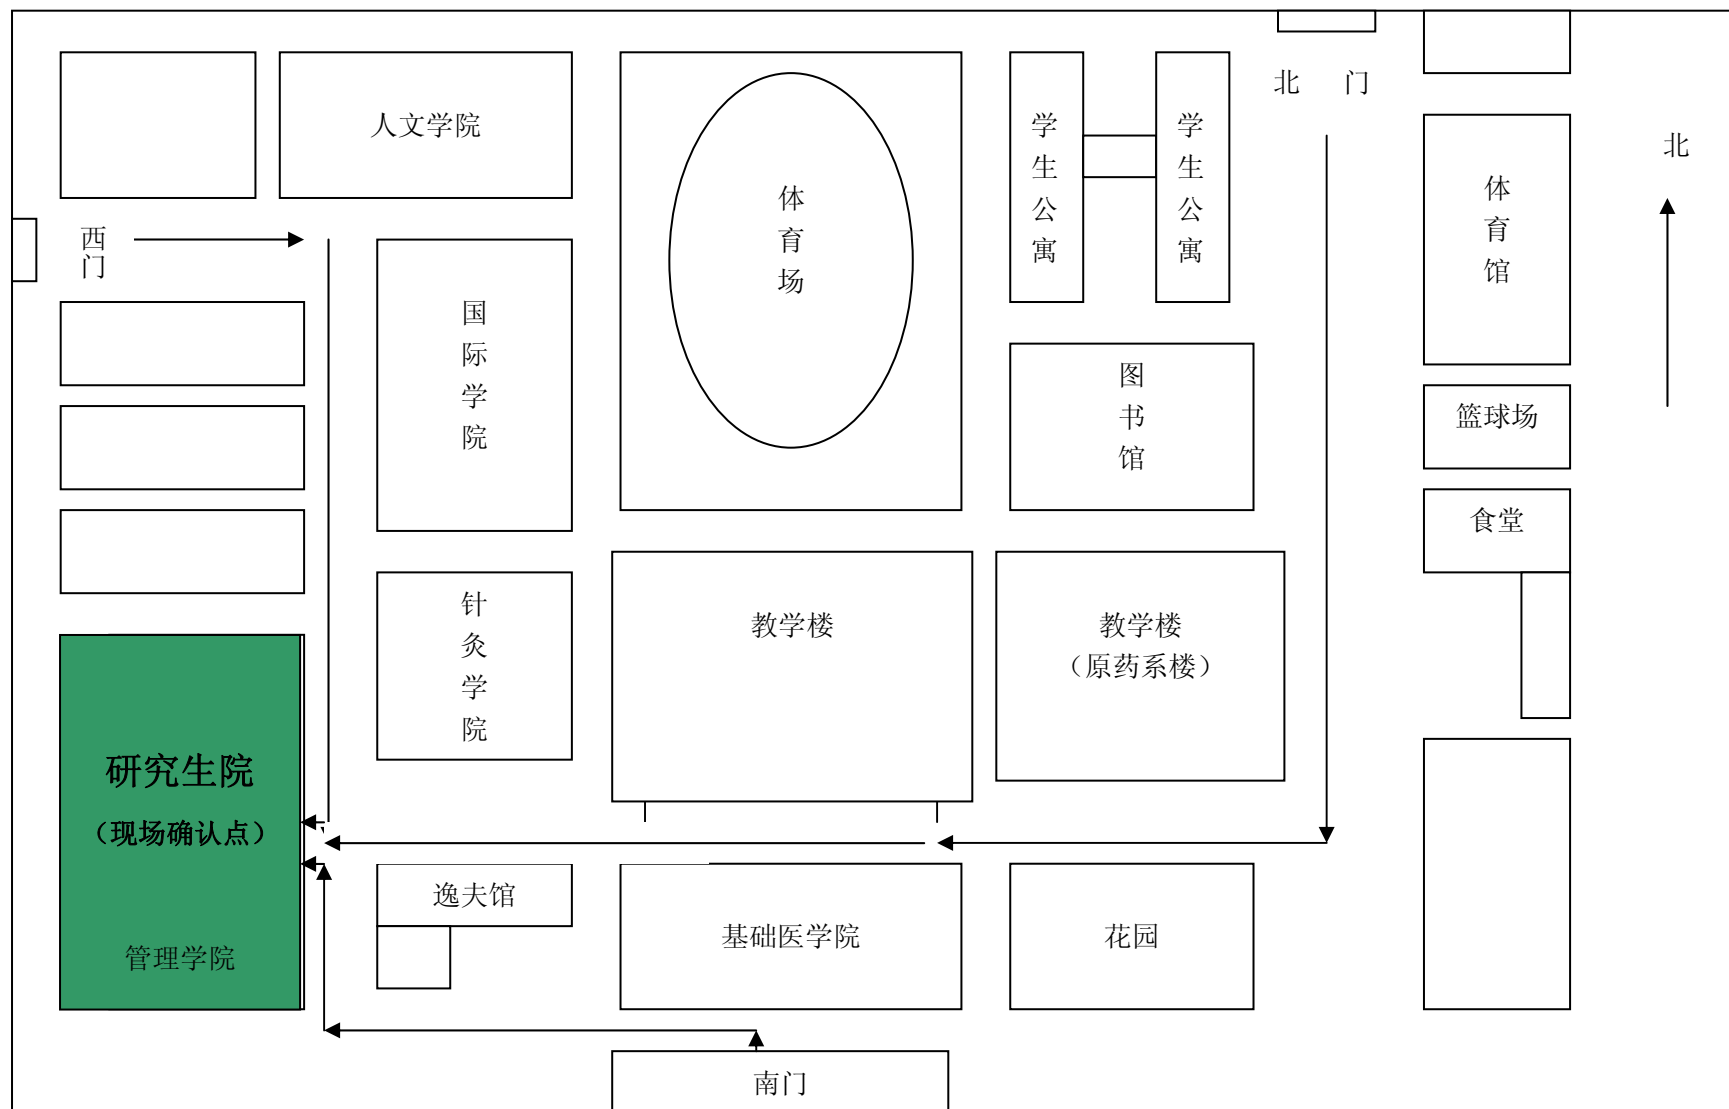 北 门
人文学院
学生公寓
学生公寓
北
体育场
体育馆
西门
国际学院
图书馆
篮球场
食堂
针灸学院
教学楼
教学楼
（原药系楼）
研究生院
（现场确认点）
逸夫馆
基础医学院
花园
管理学院
南门